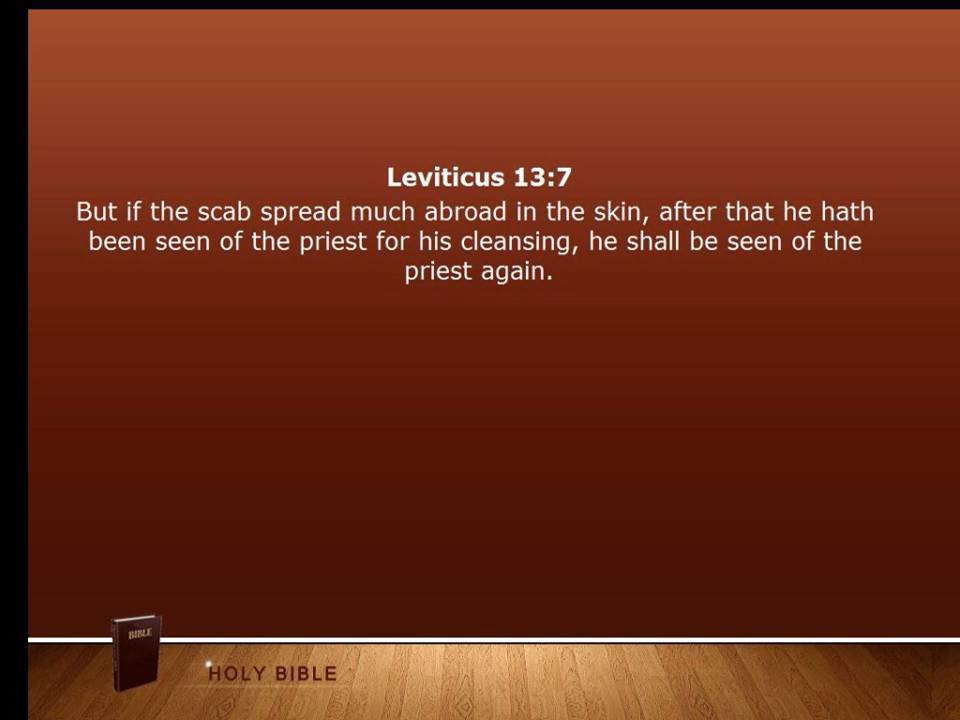 Leviticus 13:7
But if the scab spread much abroad in the skin, after that he hath
been seen of the priest for his cleansing, he shall be seen of the
priest again.
BIBLE
HOLY BIBLE